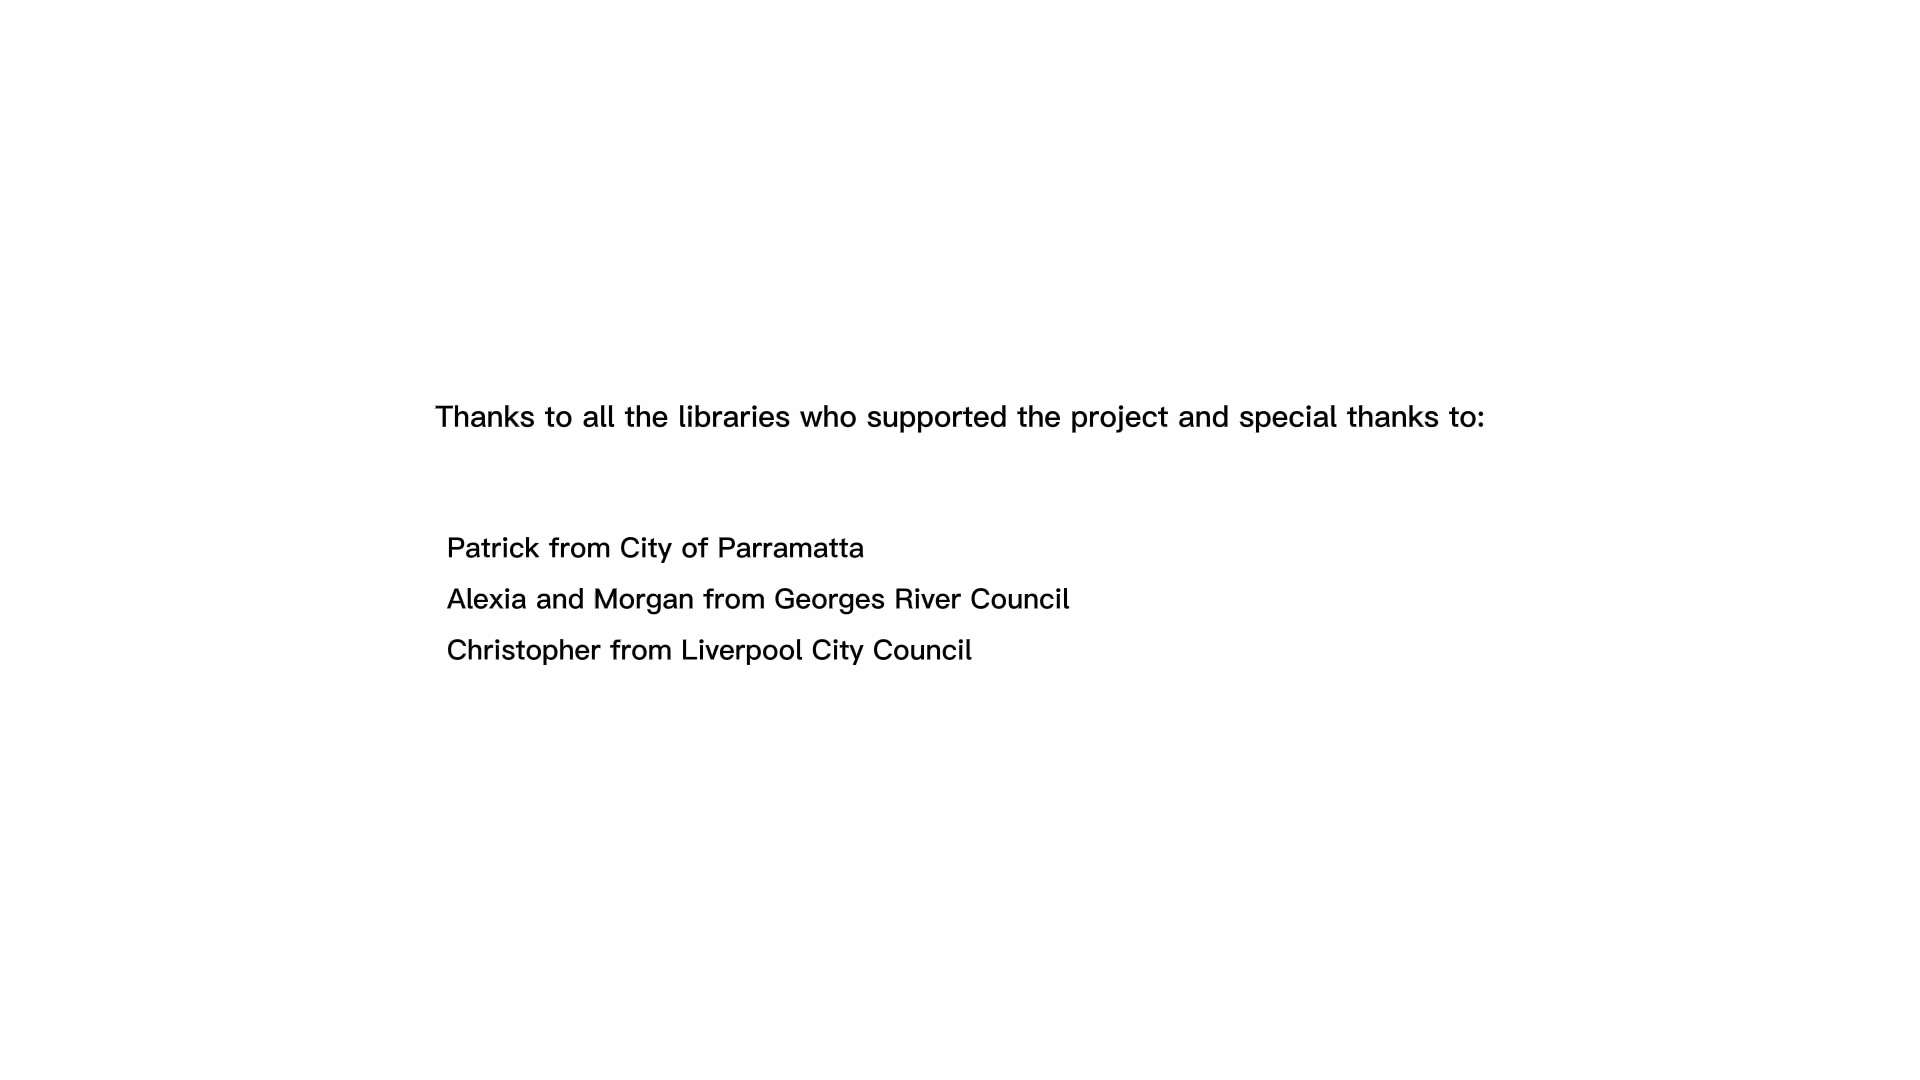 Thanks to all the libraries who supported the project and special thanks to:
Patrick from City of Parramatta
Alexia and Morgan from Georges River Council
Christopher from Liverpool City Council